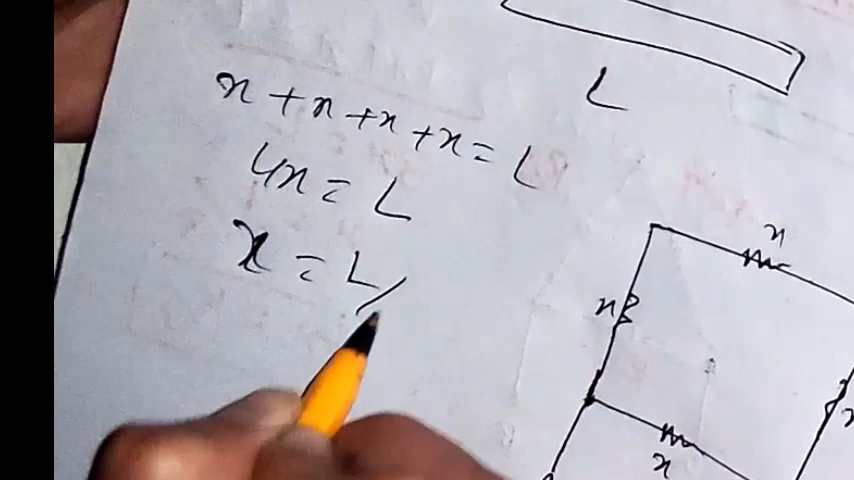 L
x + x + x + x = L
4x = L
x = L/
x
x
x
x